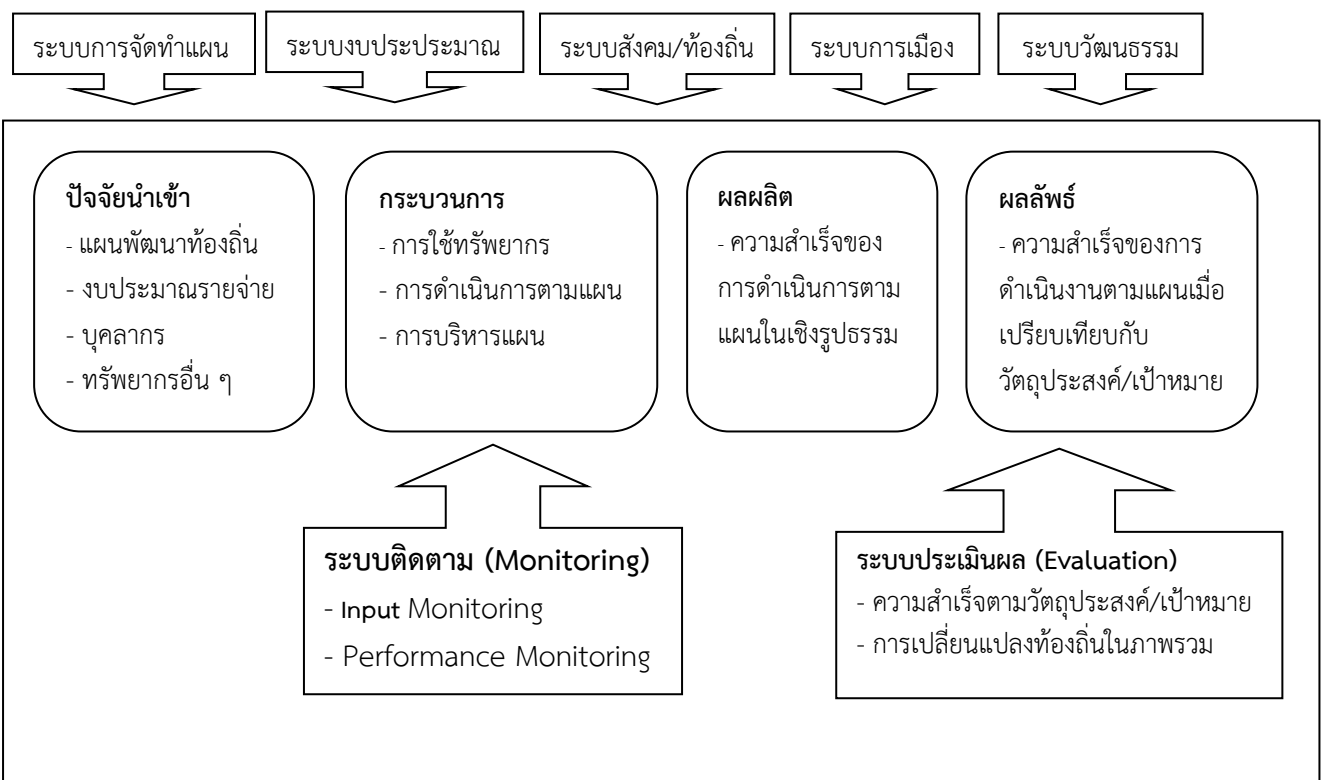 ระบบการจัดทำแผน
ระบบงบประประมาณ
ระบบสังคม/ท้องถิ่น
ระบบการเมือง
ระบบวัฒนธรรม
ปัจจัยนำเข้า
- แผนพัฒนาท้องถิ่น
- งบประมาณรายจ่าย
- บุคลากร
- ทรัพยากรอื่น ๆ
กระบวนการ
- การใช้ทรัพยากร
- การดำเนินการตามแผน
- การบริหารแผน
ผลผลิต
- ความสำเร็จของ
การดำเนินการตาม
แผนในเชิงรูปธรรม
ผลลัพธ์
- ความสำเร็จของการ
ดำเนินงานตามแผนเมื่อ
เปรียบเทียบกับ
วัตถุประสงค์/เป้าหมาย
ระบบติดตาม (Monitoring)
- Input Monitoring
- Performance Monitoring
ระบบประเมินผล (Evaluation)
- ความสำเร็จตามวัตถุประสงค์/เป้าหมาย
- การเปลี่ยนแปลงท้องถิ่นในภาพรวม